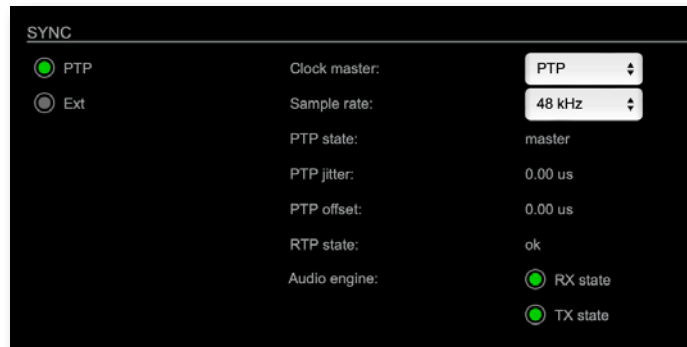 SYNC
PTP Clock master: PTP
Ext Sample rate: 48 kHz
PTP state: master
PTP jitter: 0.00 us
PTP offset: 0.00 us
RTP state: ok
Audio engine: RX state
TX state